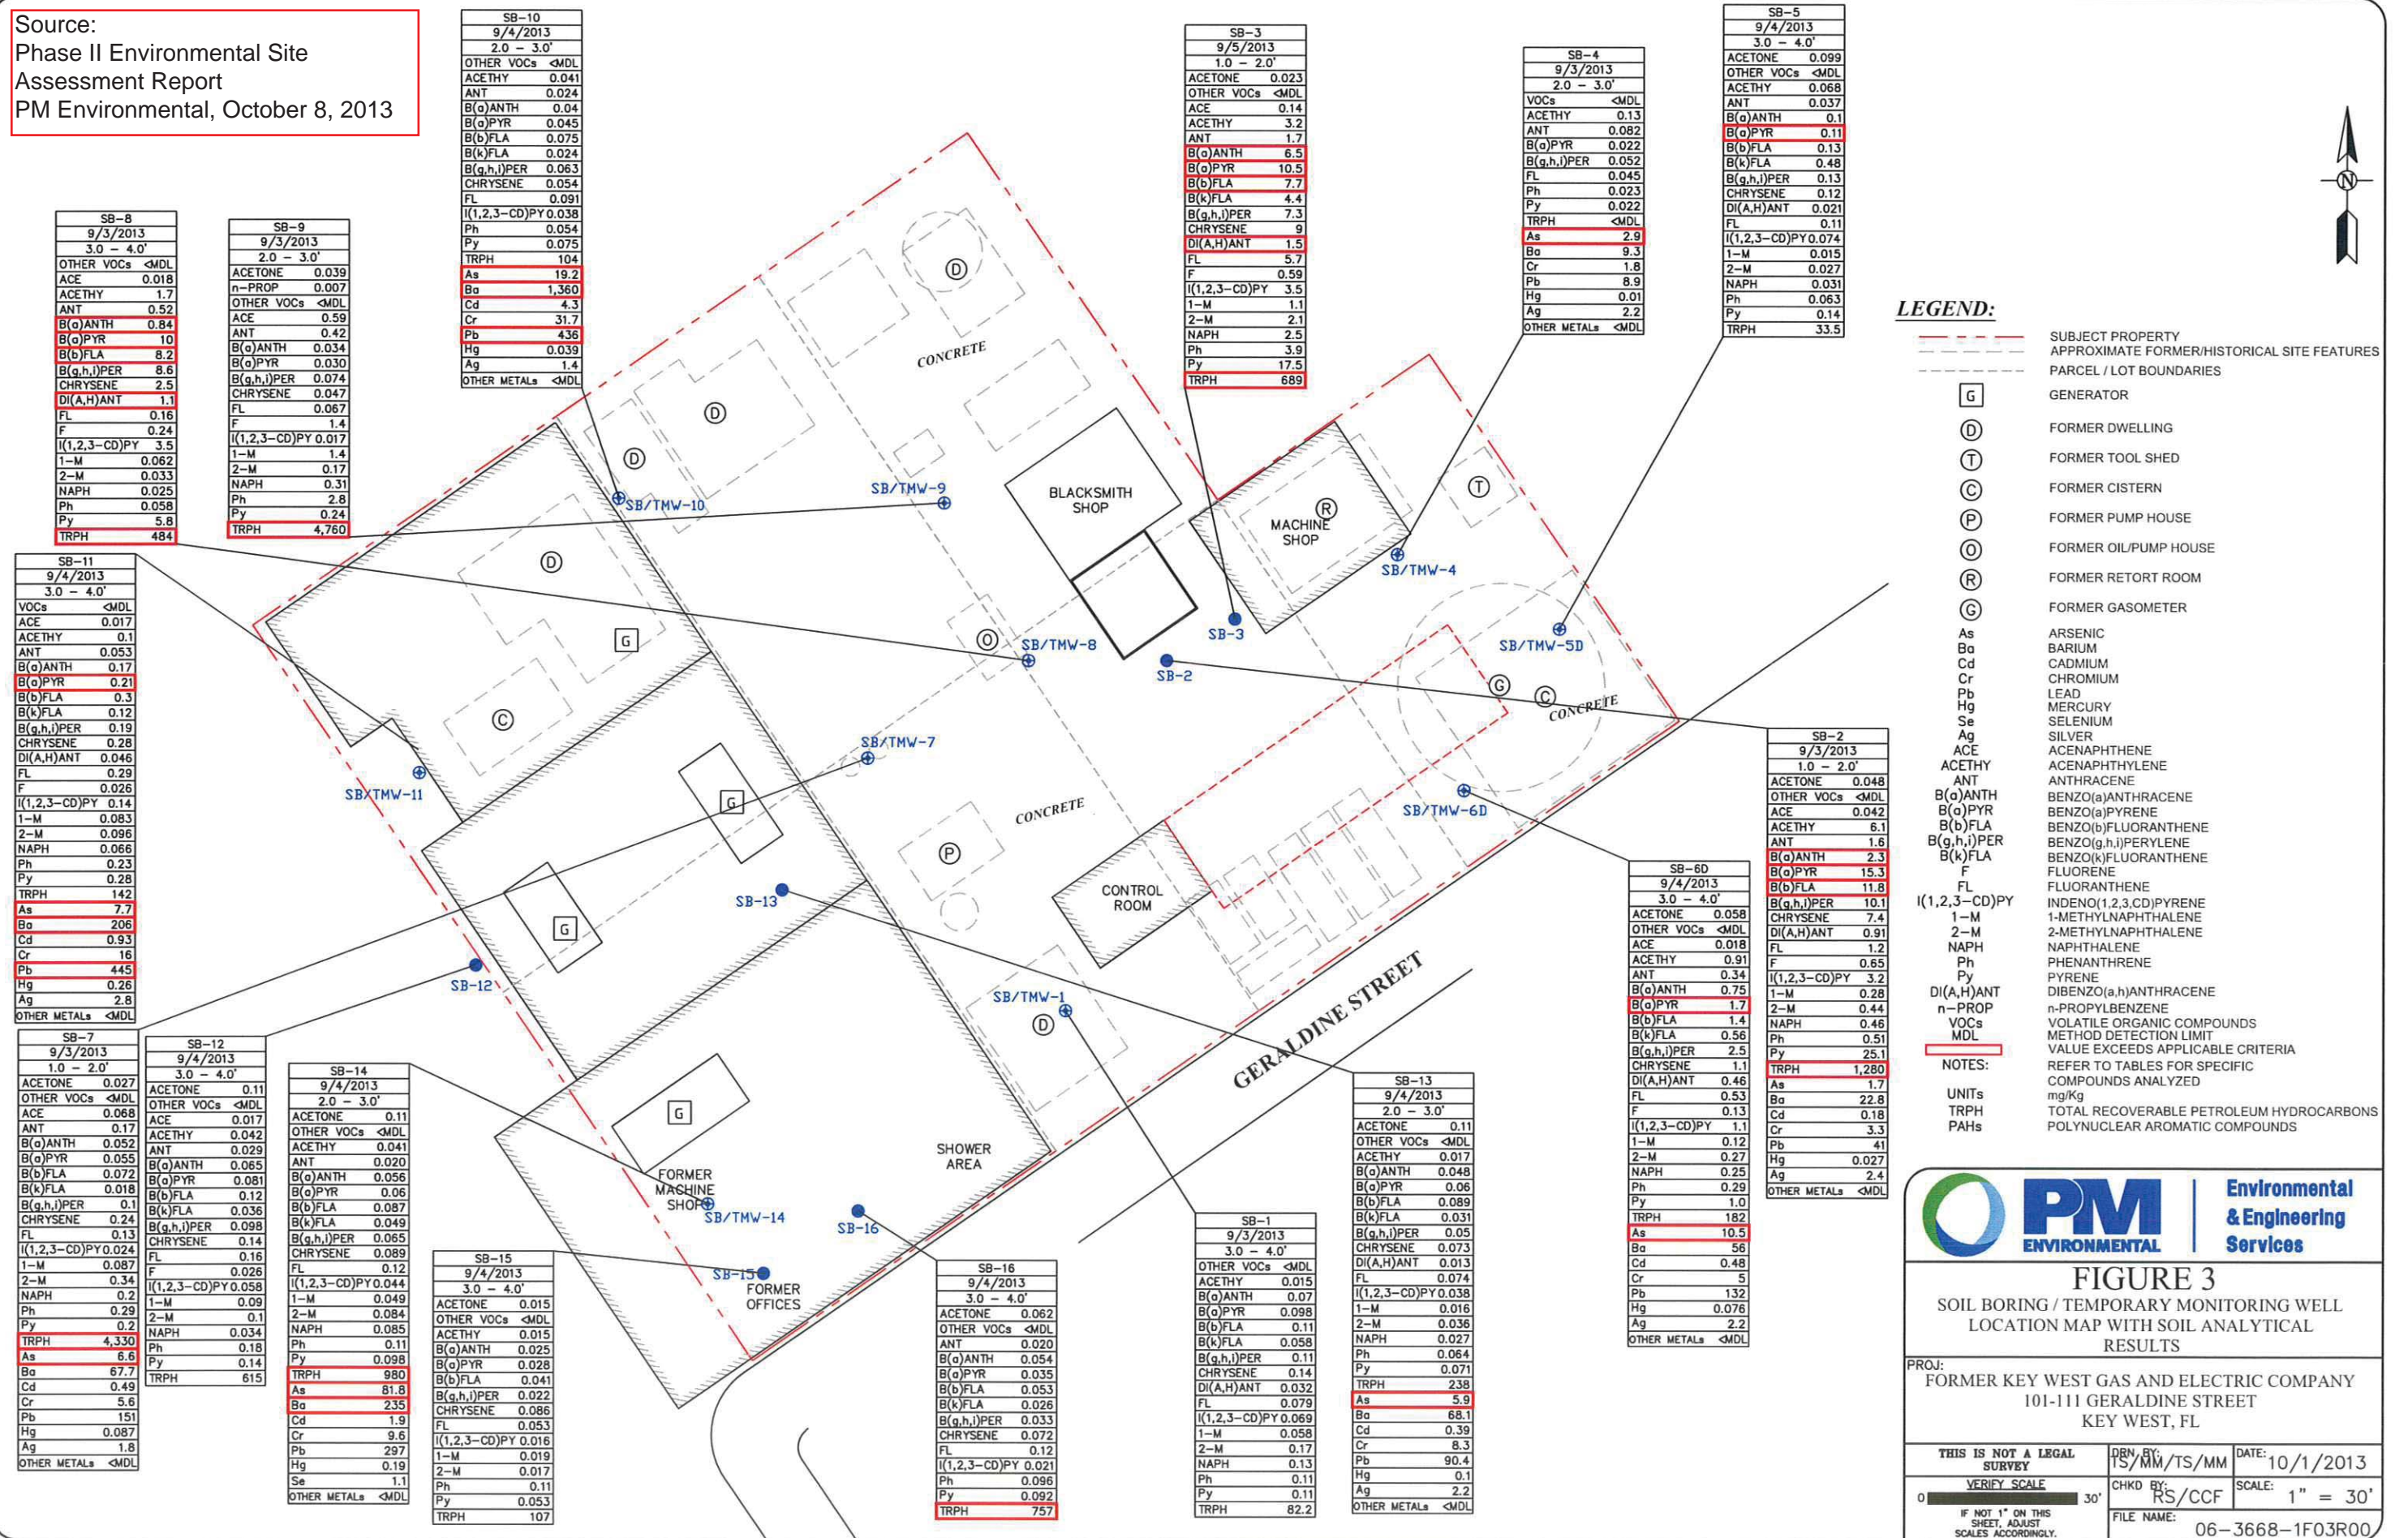 Source:
Phase II Environmental Site
Assessment Report
PM Environmental, October 8, 2013
SB-10
9/4/2013
2.0 - 3.0'
OTHER VOCs <MDL
ACETHY 0.041
ANT 0.024
B(a)ANTH 0.04
B(a)PYR 0.045
B(b)FLA 0.075
B(k)FLA 0.024
B(g,h,i)PER 0.063
CHRYSENE 0.054
FL 0.091
I(1,2,3-CD)PY 0.038
Ph 0.054
Py 0.075
TRPH 104
As 19.2
Ba 1,360
Cd 4.3
Cr 31.7
Pb 436
Hg 0.039
Ag 1.4
OTHER METALs <MDL
SB-3
9/5/2013
1.0 - 2.0'
ACETONE 0.023
OTHER VOCs <MDL
ACE 0.14
ACETHY 3.2
ANT 1.7
B(a)ANTH 6.5
B(a)PYR 10.5
B(b)FLA 7.7
B(k)FLA 4.4
B(g,h,i)PER 7.3
CHRYSENE 9
DI(A,H)ANT 1.5
FL 5.7
F 0.59
I(1,2,3-CD)PY 3.5
1-M 1.1
2-M 2.1
NAPH 2.5
Ph 3.9
Py 17.5
TRPH 689
SB-4
9/3/2013
2.0 - 3.0'
VOCs <MDL
ACETHY 0.13
ANT 0.082
B(a)PYR 0.022
B(g,h,i)PER 0.052
FL 0.045
Ph 0.023
Py 0.022
TRPH <MDL
As 2.9
Ba 9.3
Cr 1.8
Pb 8.9
Hg 0.01
Ag 2.2
OTHER METALs <MDL
SB-5
9/4/2013
3.0 - 4.0'
ACETONE 0.099
OTHER VOCs <MDL
ACETHY 0.068
ANT 0.037
B(a)ANTH 0.1
B(a)PYR 0.11
B(b)FLA 0.13
B(k)FLA 0.48
B(g,h,i)PER 0.13
CHRYSENE 0.12
DI(A,H)ANT 0.021
FL 0.11
I(1,2,3-CD)PY 0.074
1-M 0.015
2-M 0.027
NAPH 0.031
Ph 0.063
Py 0.14
TRPH 33.5
SB-8
9/3/2013
3.0 - 4.0'
OTHER VOCs <MDL
ACE 0.018
ACETHY 1.7
ANT 0.52
B(a)ANTH 0.84
B(a)PYR 10
B(b)FLA 8.2
B(g,h,i)PER 8.6
CHRYSENE 2.5
DI(A,H)ANT 1.1
FL 0.16
F 0.24
I(1,2,3-CD)PY 3.5
1-M 0.062
2-M 0.033
NAPH 0.025
Ph 0.058
Py 5.8
TRPH 484
SB-9
9/3/2013
2.0 - 3.0'
ACETONE 0.039
n-PROP 0.007
OTHER VOCs <MDL
ACE 0.59
ANT 0.42
B(a)ANTH 0.034
B(a)PYR 0.030
B(g,h,i)PER 0.074
CHRYSENE 0.047
FL 0.067
F 1.4
I(1,2,3-CD)PY 0.017
1-M 1.4
2-M 0.17
NAPH 0.31
Ph 2.8
Py 0.24
TRPH 4,760
SB-11
9/4/2013
3.0 - 4.0'
VOCs <MDL
ACE 0.017
ACETHY 0.1
ANT 0.053
B(a)ANTH 0.17
B(a)PYR 0.21
B(b)FLA 0.3
B(k)FLA 0.12
B(g,h,i)PER 0.19
CHRYSENE 0.28
DI(A,H)ANT 0.046
FL 0.29
F 0.026
I(1,2,3-CD)PY 0.14
1-M 0.083
2-M 0.096
NAPH 0.066
Ph 0.23
Py 0.28
TRPH 142
As 7.7
Ba 206
Cd 0.93
Cr 16
Pb 445
Hg 0.26
Ag 2.8
OTHER METALs <MDL
D
CONCRETE
D
D
SB/TMW-10
SB/TMW-9
BLACKSMITH
SHOP
R
MACHINE
SHOP
T
SB/TMW-4
D
G
O
SB/TMW-8
SB-3
SB-2
SB/TMW-5D
G
C
CONCRETE
C
SB/TMW-7
SB/TMW-11
G
CONCRETE
SB/TMW-6D
P
CONTROL
ROOM
SB-13
G
SB-12
SB/TMW-1
D
GERALDINE STREET
G
SHOWER
AREA
FORMER
MACHINE
SHOP
SB/TMW-14
SB-16
SB-15
FORMER
OFFICES
N
LEGEND:
SUBJECT PROPERTY
APPROXIMATE FORMER/HISTORICAL SITE FEATURES
PARCEL / LOT BOUNDARIES
G GENERATOR
D FORMER DWELLING
T FORMER TOOL SHED
C FORMER CISTERN
P FORMER PUMP HOUSE
O FORMER OIL/PUMP HOUSE
R FORMER RETORT ROOM
G FORMER GASOMETER
As ARSENIC
Ba BARIUM
Cd CADMIUM
Cr CHROMIUM
Pb LEAD
Hg MERCURY
Se SELENIUM
Ag SILVER
ACE ACENAPHTHENE
ACETHY ACENAPHTHYLENE
ANT ANTHRACENE
B(a)ANTH BENZO(a)ANTHRACENE
B(a)PYR BENZO(a)PYRENE
B(b)FLA BENZO(b)FLUORANTHENE
B(g,h,i)PER BENZO(g,h,i)PERYLENE
B(k)FLA BENZO(k)FLUORANTHENE
F FLUORENE
FL FLUORANTHENE
I(1,2,3-CD)PY INDENO(1,2,3,CD)PYRENE
1-M 1-METHYLNAPHTHALENE
2-M 2-METHYLNAPHTHALENE
NAPH NAPHTHALENE
Ph PHENANTHRENE
Py PYRENE
DI(A,H)ANT DIBENZO(a,h)ANTHRACENE
n-PROP n-PROPYLBENZENE
VOCs VOLATILE ORGANIC COMPOUNDS
MDL METHOD DETECTION LIMIT
VALUE EXCEEDS APPLICABLE CRITERIA
NOTES: REFER TO TABLES FOR SPECIFIC
COMPOUNDS ANALYZED
UNITs mg/Kg
TRPH TOTAL RECOVERABLE PETROLEUM HYDROCARBONS
PAHs POLYNUCLEAR AROMATIC COMPOUNDS
SB-2
9/3/2013
1.0 - 2.0'
ACETONE 0.048
OTHER VOCs <MDL
ACE 0.042
ACETHY 6.1
ANT 1.6
B(a)ANTH 2.3
B(a)PYR 15.3
B(b)FLA 11.8
B(g,h,i)PER 10.1
CHRYSENE 7.4
DI(A,H)ANT 0.91
FL 1.2
F 0.65
I(1,2,3-CD)PY 3.2
1-M 0.28
2-M 0.44
NAPH 0.46
Ph 0.51
Py 25.1
TRPH 1,280
As 1.7
Ba 22.8
Cd 0.18
Cr 3.3
Pb 41
Hg 0.027
Ag 2.4
OTHER METALs <MDL
SB-6D
9/4/2013
3.0 - 4.0'
ACETONE 0.058
OTHER VOCs <MDL
ACE 0.018
ACETHY 0.91
ANT 0.34
B(a)ANTH 0.75
B(a)PYR 1.7
B(b)FLA 1.4
B(k)FLA 0.56
B(g,h,i)PER 2.5
CHRYSENE 1.1
DI(A,H)ANT 0.46
FL 0.53
F 0.13
I(1,2,3-CD)PY 1.1
1-M 0.12
2-M 0.27
NAPH 0.25
Ph 0.29
Py 1.0
TRPH 182
As 10.5
Ba 56
Cd 0.48
Cr 5
Pb 132
Hg 0.076
Ag 2.2
OTHER METALs <MDL
SB-7
9/3/2013
1.0 - 2.0'
ACETONE 0.027
OTHER VOCs <MDL
ACE 0.068
ANT 0.17
B(a)ANTH 0.052
B(a)PYR 0.055
B(b)FLA 0.072
B(k)FLA 0.018
B(g,h,i)PER 0.1
CHRYSENE 0.24
FL 0.13
I(1,2,3-CD)PY 0.024
1-M 0.087
2-M 0.34
NAPH 0.2
Ph 0.29
Py 0.2
TRPH 4,330
As 6.6
Ba 67.7
Cd 0.49
Cr 5.6
Pb 151
Hg 0.087
Ag 1.8
OTHER METALs <MDL
SB-12
9/4/2013
3.0 - 4.0'
ACETONE 0.11
OTHER VOCs <MDL
ACE 0.017
ACETHY 0.042
ANT 0.029
B(a)ANTH 0.065
B(a)PYR 0.081
B(b)FLA 0.12
B(k)FLA 0.036
B(g,h,i)PER 0.098
CHRYSENE 0.14
FL 0.16
F 0.026
I(1,2,3-CD)PY 0.058
1-M 0.09
2-M 0.1
NAPH 0.034
Ph 0.18
Py 0.14
TRPH 615
SB-14
9/4/2013
2.0 - 3.0'
ACETONE 0.11
OTHER VOCs <MDL
ACETHY 0.041
ANT 0.020
B(a)ANTH 0.056
B(a)PYR 0.06
B(b)FLA 0.087
B(k)FLA 0.049
B(g,h,i)PER 0.065
CHRYSENE 0.089
FL 0.12
I(1,2,3-CD)PY 0.044
1-M 0.049
2-M 0.084
NAPH 0.085
Ph 0.11
Py 0.098
TRPH 980
As 81.8
Ba 235
Cd 1.9
Cr 9.6
Pb 297
Hg 0.19
Se 1.1
OTHER METALs <MDL
SB-15
9/4/2013
3.0 - 4.0'
ACETONE 0.015
OTHER VOCs <MDL
ACETHY 0.015
B(a)ANTH 0.025
B(a)PYR 0.028
B(b)FLA 0.041
B(g,h,i)PER 0.022
CHRYSENE 0.086
FL 0.053
I(1,2,3-CD)PY 0.016
1-M 0.019
2-M 0.017
Ph 0.11
Py 0.053
TRPH 107
SB-16
9/4/2013
3.0 - 4.0'
ACETONE 0.062
OTHER VOCs <MDL
ANT 0.020
B(a)ANTH 0.054
B(a)PYR 0.035
B(b)FLA 0.053
B(k)FLA 0.026
B(g,h,i)PER 0.033
CHRYSENE 0.072
FL 0.12
I(1,2,3-CD)PY 0.021
Ph 0.096
Py 0.092
TRPH 757
SB-1
9/3/2013
3.0 - 4.0'
OTHER VOCs <MDL
ACETHY 0.015
B(a)ANTH 0.07
B(a)PYR 0.098
B(b)FLA 0.11
B(k)FLA 0.058
B(g,h,i)PER 0.11
CHRYSENE 0.14
DI(A,H)ANT 0.032
FL 0.079
I(1,2,3-CD)PY 0.069
1-M 0.058
2-M 0.17
NAPH 0.13
Ph 0.11
Py 0.11
TRPH 82.2
SB-13
9/4/2013
2.0 - 3.0'
ACETONE 0.11
OTHER VOCs <MDL
ACETHY 0.017
B(a)ANTH 0.048
B(a)PYR 0.06
B(b)FLA 0.089
B(k)FLA 0.031
B(g,h,i)PER 0.05
CHRYSENE 0.073
DI(A,H)ANT 0.013
FL 0.074
I(1,2,3-CD)PY 0.038
1-M 0.016
2-M 0.036
NAPH 0.027
Ph 0.064
Py 0.071
TRPH 238
As 5.9
Ba 68.1
Cd 0.39
Cr 8.3
Pb 90.4
Hg 0.1
Ag 2.2
OTHER METALs <MDL
PM
ENVIRONMENTAL
Environmental
& Engineering
Services
FIGURE 3
SOIL BORING / TEMPORARY MONITORING WELL
LOCATION MAP WITH SOIL ANALYTICAL
RESULTS
PROJ:
FORMER KEY WEST GAS AND ELECTRIC COMPANY
101-111 GERALDINE STREET
KEY WEST, FL
THIS IS NOT A LEGAL
SURVEY
VERIFY SCALE
0 30'
IF NOT 1" ON THIS
SHEET, ADJUST
SCALES ACCORDINGLY.
DRN BY: TS/MM/TS/MM
DATE: 10/1/2013
CHKD BY: RS/CCF
SCALE: 1" = 30'
FILE NAME: 06-3668-1F03R00